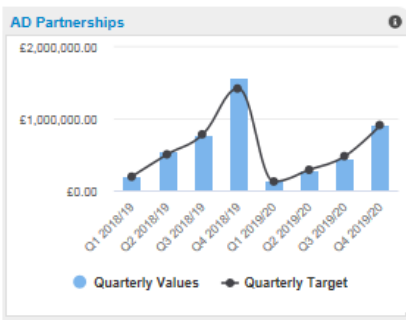 AD Partnerships
£2,000,000.00
£1,000,000.00
£0.00
Q1 2018/19
Q2 2018/19
Q3 2018/19
Q4 2018/19
Q1 2019/20
Q2 2019/20
Q3 2019/20
Q4 2019/20
Quarterly Values
Quarterly Target